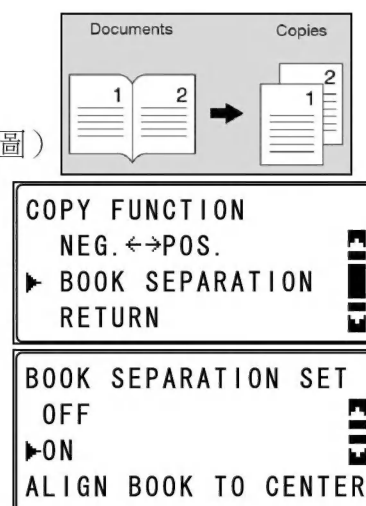 Documents Copies
1 2 1 2
圖）
COPY FUNCTION
NEG.←→POS.
BOOK SEPARATION
RETURN
BOOK SEPARATION SET
OFF
ON
ALIGN BOOK TO CENTER